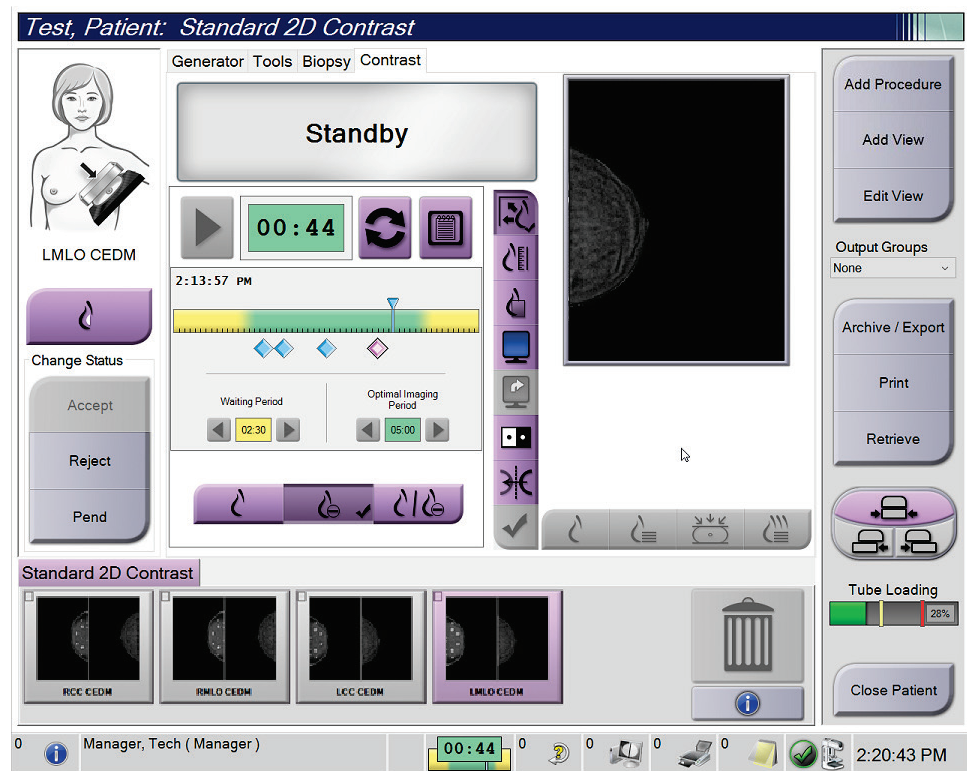 Test, Patient:  Standard 2D Contrast
Generator
Tools
Biopsy
Contrast
LMLO CEDM
Change Status
Accept
Reject
Pend
Standby
00:44
2:13:57 PM
Waiting Period
02:30
Optimal Imaging
Period
05:00
Add Procedure
Add View
Edit View
Output Groups
None
Archive / Export
Print
Retrieve
Tube Loading
28%
Close Patient
Standard 2D Contrast
RCC CEDM
RMLO CEDM
LCC CEDM
LMLO CEDM
0
Manager, Tech ( Manager )
00:44
0
0
0
0
2:20:43 PM